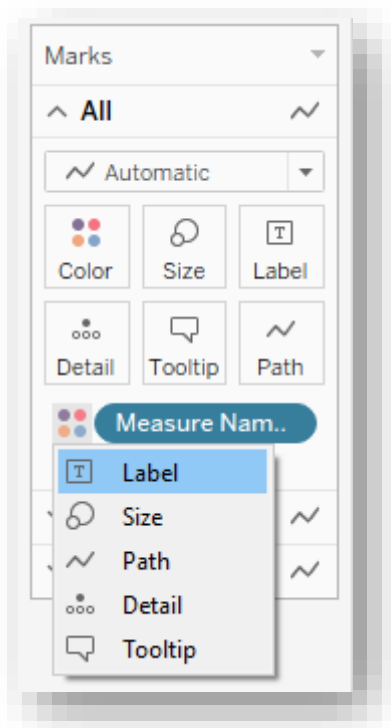 Marks
All
Automatic
Color Size T Label
Detail Tooltip Path
Measure Nam..
T Label
Size
Path
Detail
Tooltip